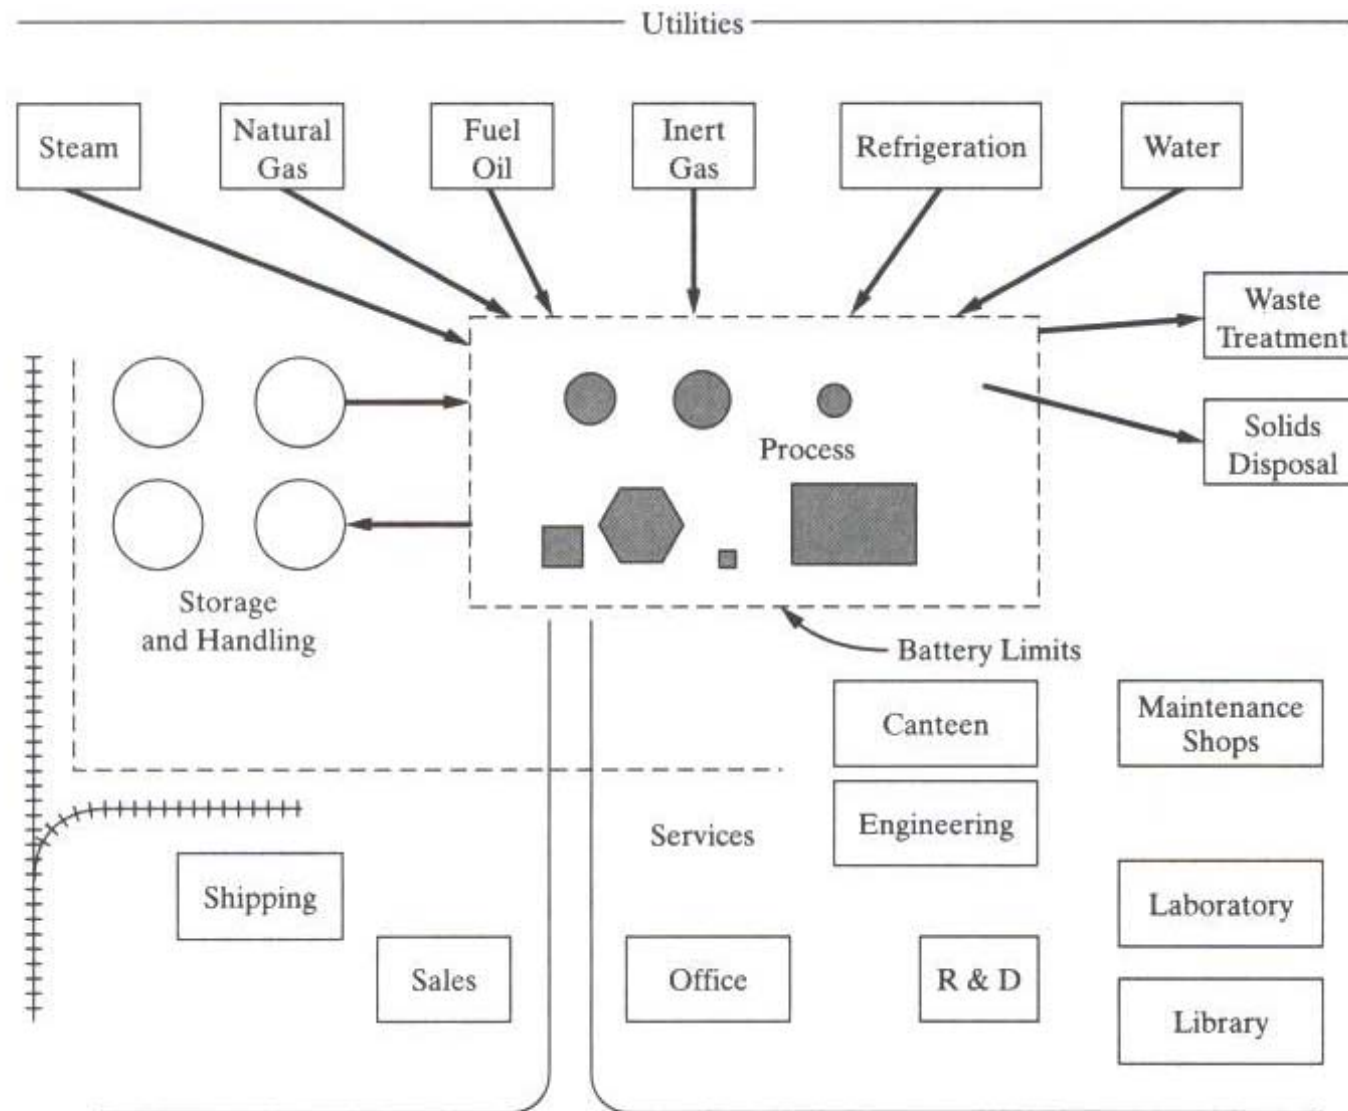 Utilities
Steam
Natural
Gas
Fuel
Oil
Inert
Gas
Refrigeration
Water
Waste
Treatment
Solids
Disposal
Process
Storage
and Handling
Battery Limits
Canteen
Maintenance
Shops
Engineering
Services
Shipping
Laboratory
Sales
Office
R & D
Library